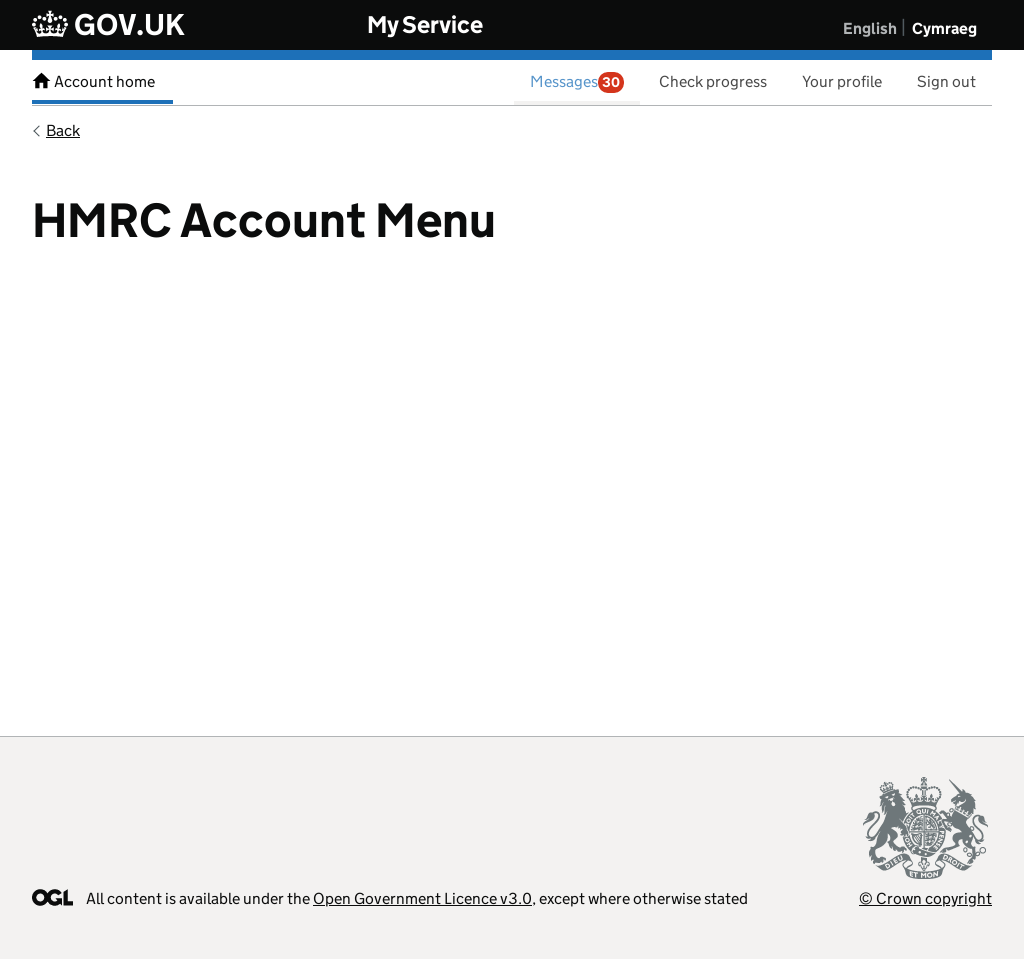 GOV.UK My Service English Cymraeg
Account home Messages 30 Check progress Your profile Sign out
Back
HMRC Account Menu
DIEU ET MON DROIT
OGL All content is available under the Open Government Licence v3.0, except where otherwise stated © Crown copyright